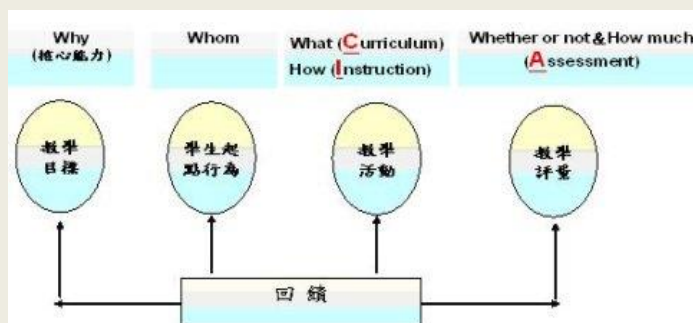 Why
(核心能力)
Whom
What (Curriculum)
How (Instruction)
Whether or not & How much
(Assessment)
教學
目標
學生起
點行為
教學
活動
教學
評量
回 饋